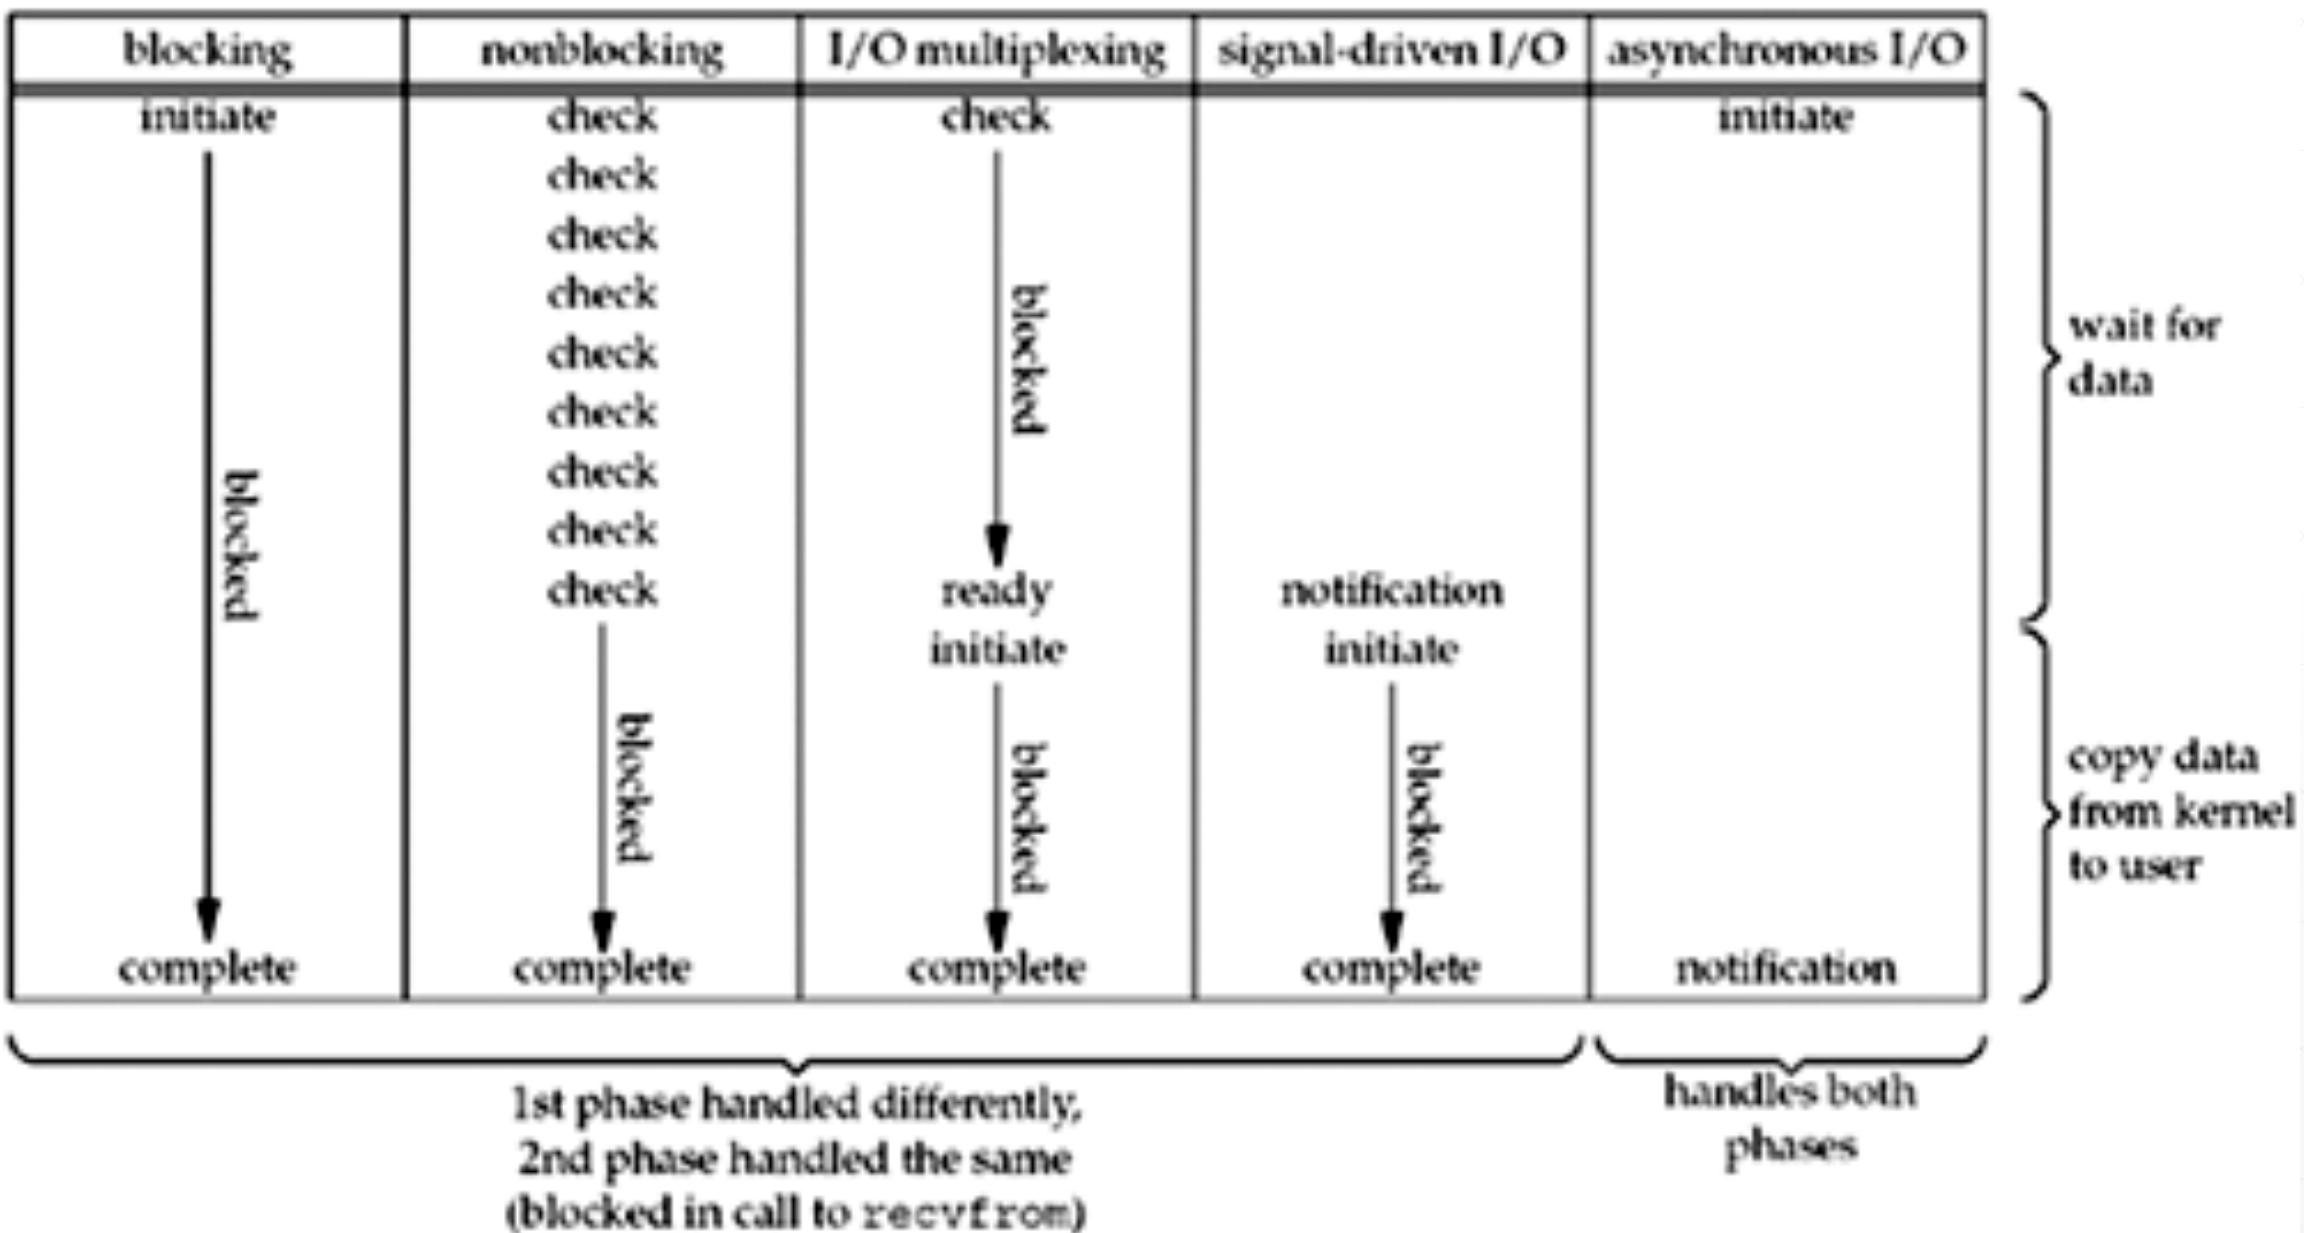 blocking nonblocking I/O multiplexing signal-driven I/O asynchronous I/O
initiate check check initiate
check
check
check
check
check
check
check
check ready notification
initiate initiate
blocked
blocked
blocked
blocked
blocked
complete complete complete complete notification
wait for
data
copy data
from kernel
to user
1st phase handled differently,
2nd phase handled the same
(blocked in call to recvfrom)
handles both
phases